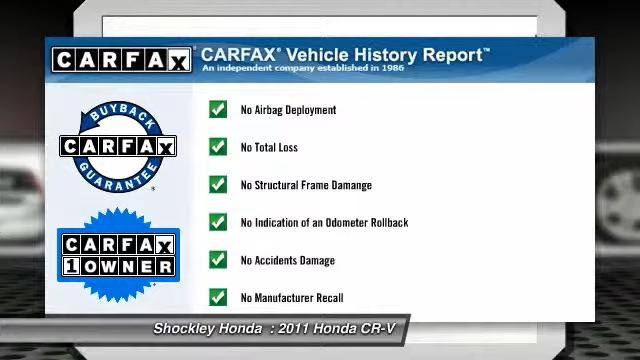 CARFAX
CARFAX® Vehicle History Report™
An independent company established in 1986
BUYBACK
CARFAX
GUARANTEE®
CARFAX
1 OWNER
No Airbag Deployment
No Total Loss
No Structural Frame Damange
No Indication of an Odometer Rollback
No Accidents Damage
No Manufacturer Recall
Shockley Honda : 2011 Honda CR-V